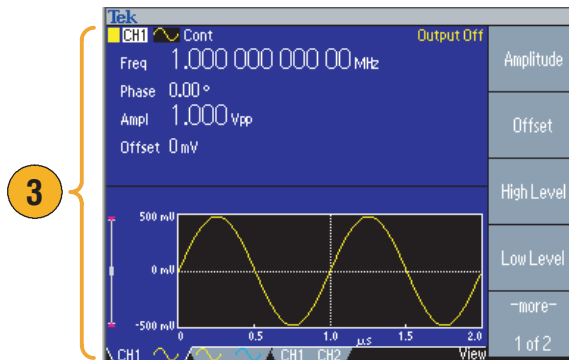 Tek
CH1 Cont Output Off
Freq 1.000 000 000 00 MHz
Phase 0.00 °
Ampl 1.000 Vpp
Offset 0 mV
Amplitude
Offset
High Level
Low Level
-more-
1 of 2
3
500 mV
0 mV
-500 mV
0 0.5 1.0 1.5 2.0
µs
CH1 CH1 CH2 View